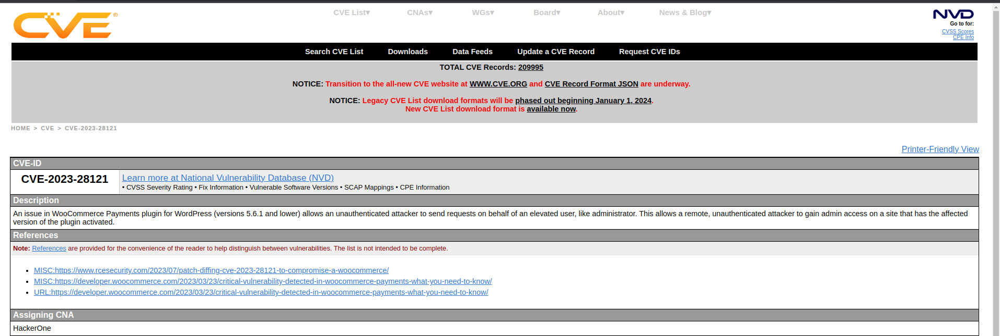 CVE®
CVE List▾ CNAs▾ WGs▾ Board▾ About▾ News & Blog▾
NVD
Go to for:
CVSS Scores
CPE Info
Search CVE List Downloads Data Feeds Update a CVE Record Request CVE IDs
TOTAL CVE Records: 209995
NOTICE: Transition to the all-new CVE website at WWW.CVE.ORG and CVE Record Format JSON are underway.
NOTICE: Legacy CVE List download formats will be phased out beginning January 1, 2024.
New CVE List download format is available now.
HOME > CVE > CVE-2023-28121
Printer-Friendly View
CVE-ID
CVE-2023-28121
Learn more at National Vulnerability Database (NVD)
• CVSS Severity Rating • Fix Information • Vulnerable Software Versions • SCAP Mappings • CPE Information
Description
An issue in WooCommerce Payments plugin for WordPress (versions 5.6.1 and lower) allows an unauthenticated attacker to send requests on behalf of an elevated user, like administrator. This allows a remote, unauthenticated attacker to gain admin access on a site that has the affected
version of the plugin activated.
References
Note: References are provided for the convenience of the reader to help distinguish between vulnerabilities. The list is not intended to be complete.
• MISC:https://www.rcesecurity.com/2023/07/patch-diffing-cve-2023-28121-to-compromise-a-woocommerce/
• MISC:https://developer.woocommerce.com/2023/03/23/critical-vulnerability-detected-in-woocommerce-payments-what-you-need-to-know/
• URL:https://developer.woocommerce.com/2023/03/23/critical-vulnerability-detected-in-woocommerce-payments-what-you-need-to-know/
Assigning CNA
HackerOne